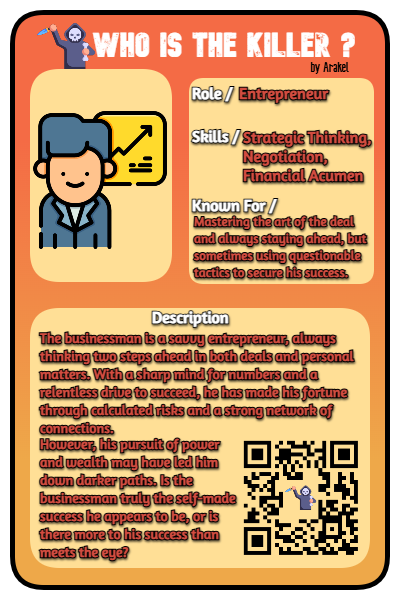 WHO IS THE KILLER ?
by Arakel
Role / Entrepreneur
Skills / Strategic Thinking,
Negotiation,
Financial Acumen
Known For /
Mastering the art of the deal
and always staying ahead, but
sometimes using questionable
tactics to secure his success.
Description
The businessman is a savvy entrepreneur, always
thinking two steps ahead in both deals and personal
matters. With a sharp mind for numbers and a
relentless drive to succeed, he has made his fortune
through calculated risks and a strong network of
connections.
However, his pursuit of power
and wealth may have led him
down darker paths. Is the
businessman truly the self-made
success he appears to be, or is
there more to his success than
meets the eye?